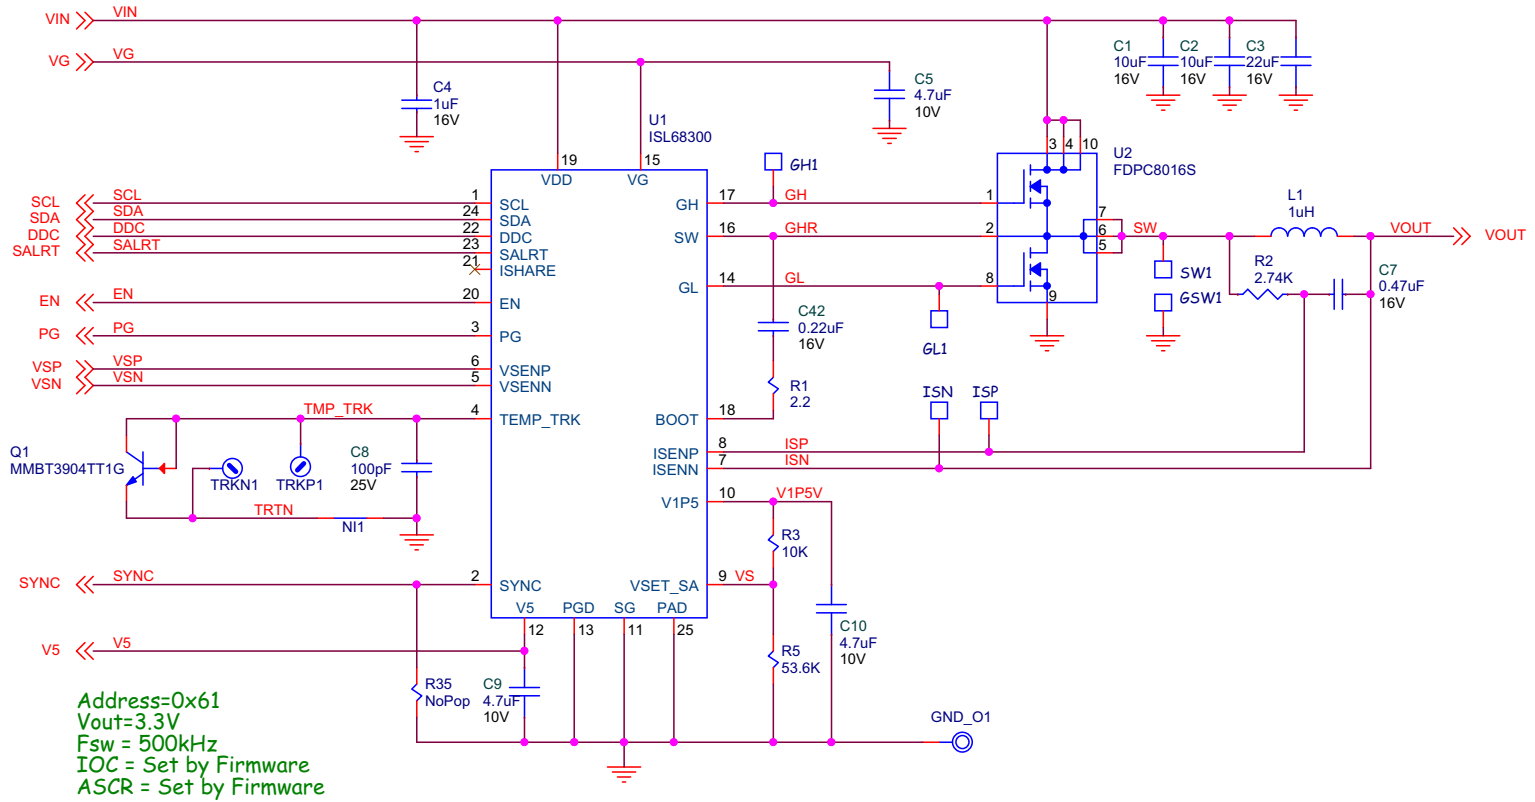 VIN VIN
VG VG
C4
1uF
16V
C5
4.7uF
10V
C1
10uF
16V
C2
10uF
16V
C3
22uF
16V
U1
ISL68300
19
VDD
15
VG
SCL SCL 1 SCL
SDA SDA 24 SDA
DDC DDC 22 DDC
SALRT SALRT 23 SALRT
21 ISHARE
EN EN 20 EN
PG PG 3 PG
VSP VSP 6 VSENP
VSN VSN 5 VSENN
TMP_TRK 4 TEMP_TRK
Q1
MMBT3904TT1G
TRKN1
TRKP1
C8
100pF
25V
TRTN
NI1
SYNC SYNC 2 SYNC
V5 V5
R35
NoPop
C9
4.7uF
10V
V5
12
PGD
13
SG
11
PAD
25
GH 17 GH
GH1
SW 16 GHR
GL 14 GL
GL1
C42
0.22uF
16V
R1
2.2
BOOT 18
ISENP 8 ISP
ISENN 7 ISN
ISN
ISP
V1P5 10 V1P5V
R3
10K
VSET_SA 9 VS
R5
53.6K
C10
4.7uF
10V
GND_O1
U2
FDPC8016S
3 4 10
1
2
8
9
7
6
5
SW
SW1
GSW1
L1
1uH
R2
2.74K
C7
0.47uF
16V
VOUT VOUT
Address=0x61
Vout=3.3V
Fsw = 500kHz
IOC = Set by Firmware
ASCR = Set by Firmware